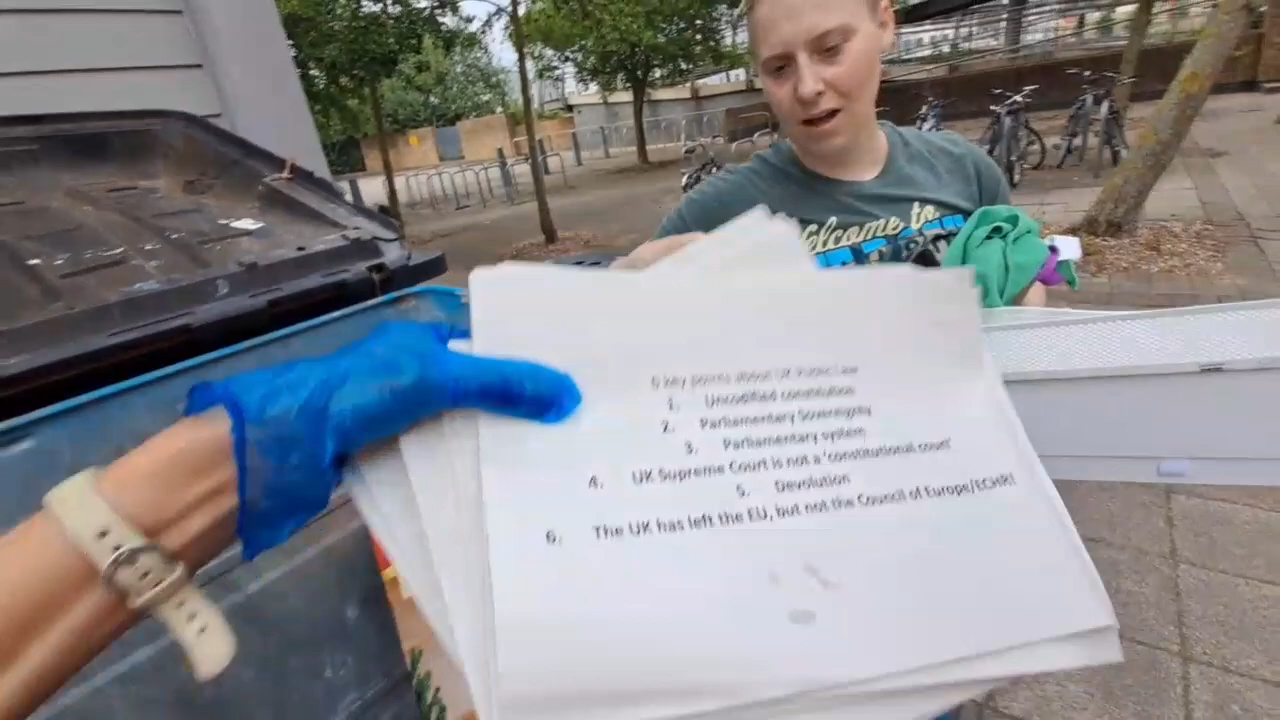 Welcome to
6 key points about UK Public Law
1. Uncodified constitution
2. Parliamentary Sovereignty
3. Parliamentary system
4. UK Supreme Court is not a 'constitutional court'
5. Devolution
6. The UK has left the EU, but not the Council of Europe/ECHR!